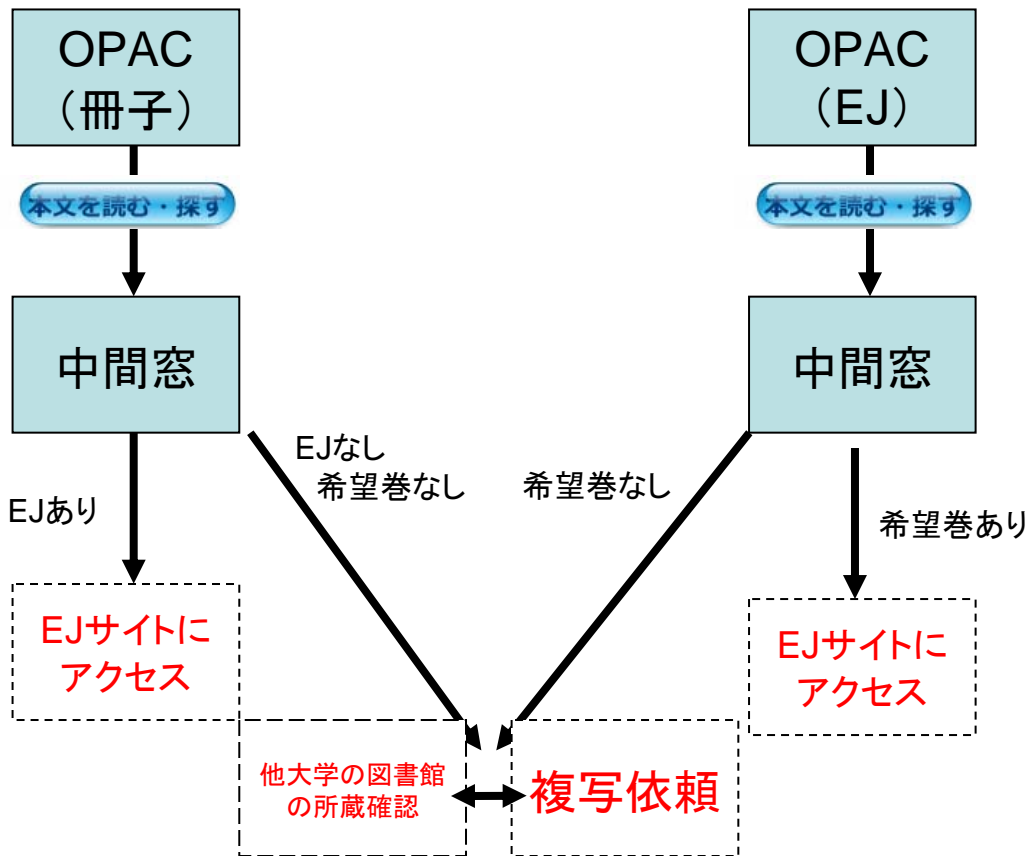 OPAC
（冊子）
OPAC
（EJ）
本文を読む・探す
本文を読む・探す
中間窓
中間窓
EJなし
希望巻なし
希望巻なし
EJあり
希望巻あり
EJサイトに
アクセス
EJサイトに
アクセス
他大学の図書館
の所蔵確認
複写依頼